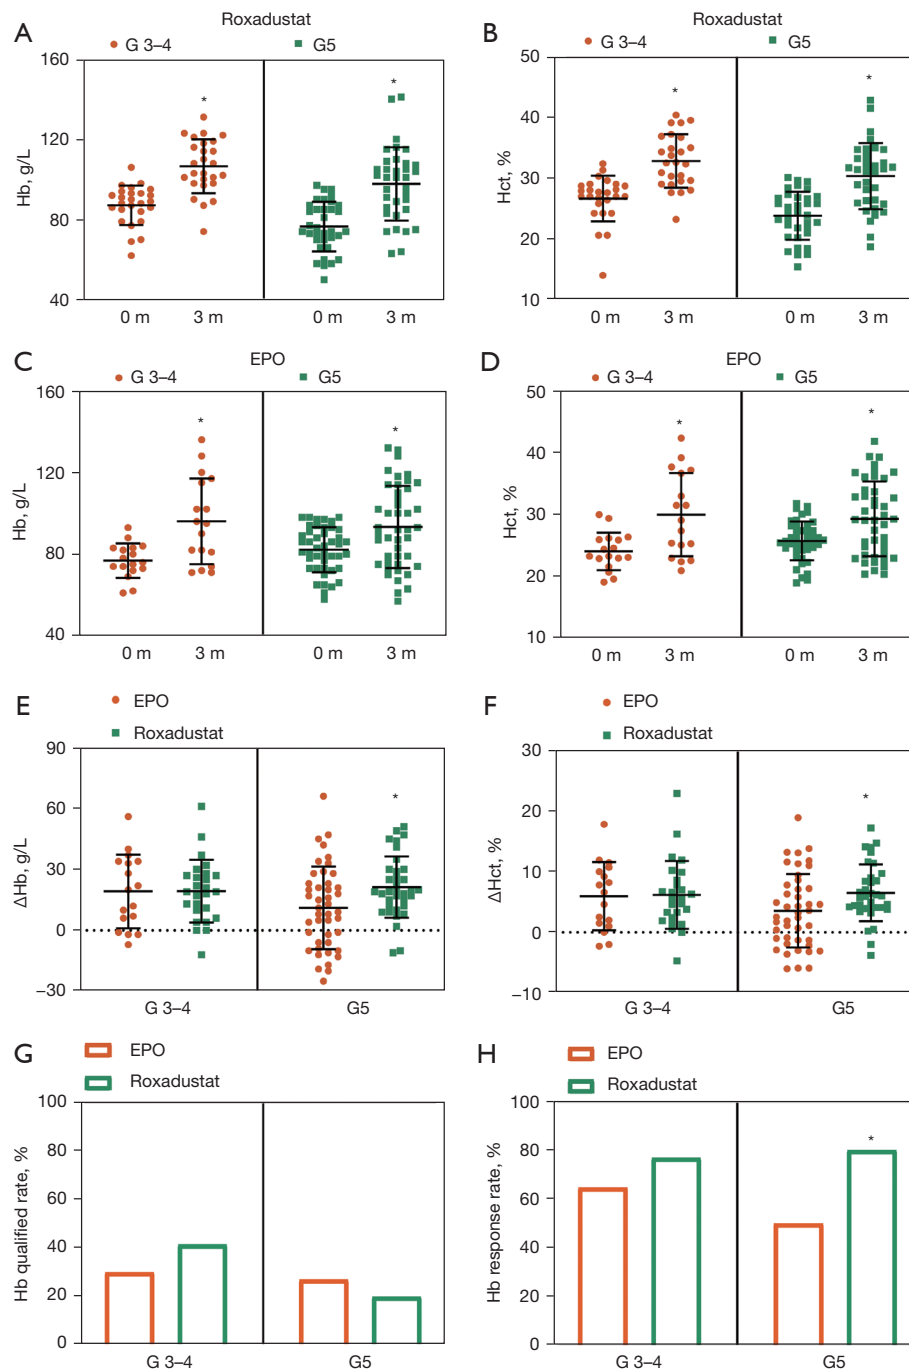 A
Roxadustat
G 3–4
G5
Hb, g/L
160
120
80
40
*
*
0 m
3 m
0 m
3 m
B
Roxadustat
G 3–4
G5
Hct, %
50
40
30
20
10
*
*
0 m
3 m
0 m
3 m
C
EPO
G 3–4
G5
Hb, g/L
160
120
80
40
*
*
0 m
3 m
0 m
3 m
D
EPO
G 3–4
G5
Hct, %
50
40
30
20
10
*
*
0 m
3 m
0 m
3 m
E
EPO
Roxadustat
ΔHb, g/L
90
60
30
0
–30
*
G 3–4
G5
F
EPO
Roxadustat
ΔHct, %
30
20
10
0
–10
*
G 3–4
G5
G
EPO
Roxadustat
Hb qualified rate, %
100
80
60
40
20
0
G 3–4
G5
H
EPO
Roxadustat
Hb response rate, %
100
80
60
40
20
0
*
G 3–4
G5